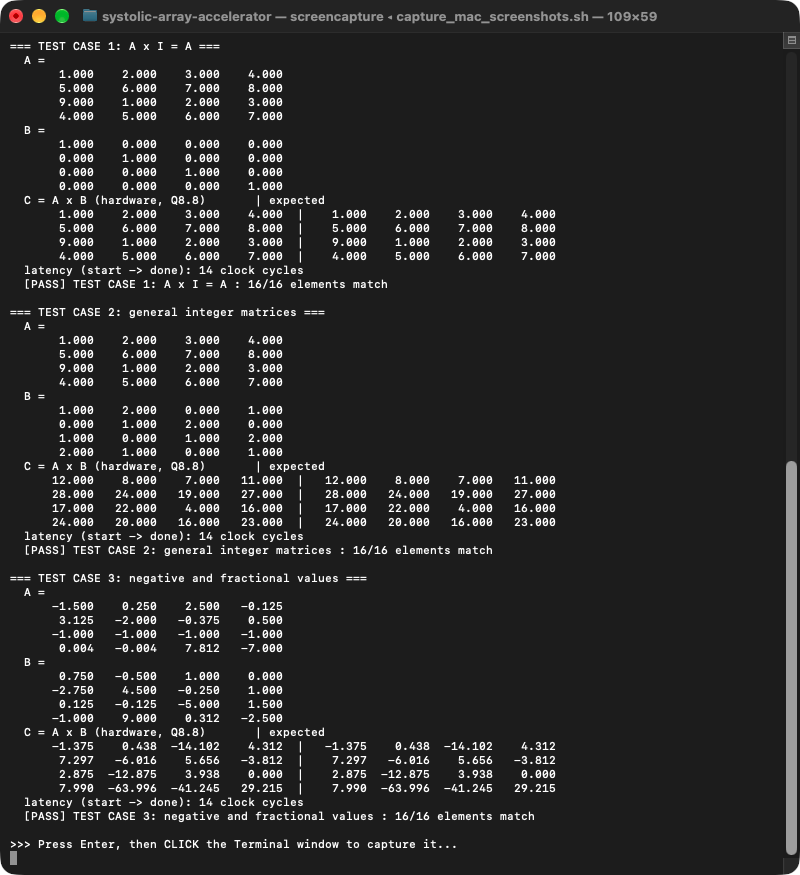 systolic-array-accelerator — screencapture ◂ capture_mac_screenshots.sh — 109×59
=== TEST CASE 1: A x I = A ===
  A =
       1.000    2.000    3.000    4.000
       5.000    6.000    7.000    8.000
       9.000    1.000    2.000    3.000
       4.000    5.000    6.000    7.000
  B =
       1.000    0.000    0.000    0.000
       0.000    1.000    0.000    0.000
       0.000    0.000    1.000    0.000
       0.000    0.000    0.000    1.000
  C = A x B (hardware, Q8.8)       | expected
       1.000    2.000    3.000    4.000  |    1.000    2.000    3.000    4.000
       5.000    6.000    7.000    8.000  |    5.000    6.000    7.000    8.000
       9.000    1.000    2.000    3.000  |    9.000    1.000    2.000    3.000
       4.000    5.000    6.000    7.000  |    4.000    5.000    6.000    7.000
  latency (start -> done): 14 clock cycles
  [PASS] TEST CASE 1: A x I = A : 16/16 elements match
=== TEST CASE 2: general integer matrices ===
  A =
       1.000    2.000    3.000    4.000
       5.000    6.000    7.000    8.000
       9.000    1.000    2.000    3.000
       4.000    5.000    6.000    7.000
  B =
       1.000    2.000    0.000    1.000
       0.000    1.000    2.000    0.000
       1.000    0.000    1.000    2.000
       2.000    1.000    0.000    1.000
  C = A x B (hardware, Q8.8)       | expected
      12.000    8.000    7.000   11.000  |   12.000    8.000    7.000   11.000
      28.000   24.000   19.000   27.000  |   28.000   24.000   19.000   27.000
      17.000   22.000    4.000   16.000  |   17.000   22.000    4.000   16.000
      24.000   20.000   16.000   23.000  |   24.000   20.000   16.000   23.000
  latency (start -> done): 14 clock cycles
  [PASS] TEST CASE 2: general integer matrices : 16/16 elements match
=== TEST CASE 3: negative and fractional values ===
  A =
      -1.500    0.250    2.500   -0.125
       3.125   -2.000   -0.375    0.500
      -1.000   -1.000   -1.000   -1.000
       0.004   -0.004    7.812   -7.000
  B =
       0.750   -0.500    1.000    0.000
      -2.750    4.500   -0.250    1.000
       0.125   -0.125   -5.000    1.500
      -1.000    9.000    0.312   -2.500
  C = A x B (hardware, Q8.8)       | expected
      -1.375    0.438  -14.102    4.312  |   -1.375    0.438  -14.102    4.312
       7.297   -6.016    5.656   -3.812  |    7.297   -6.016    5.656   -3.812
       2.875  -12.875    3.938    0.000  |    2.875  -12.875    3.938    0.000
       7.990  -63.996  -41.245   29.215  |    7.990  -63.996  -41.245   29.215
  latency (start -> done): 14 clock cycles
  [PASS] TEST CASE 3: negative and fractional values : 16/16 elements match
>>> Press Enter, then CLICK the Terminal window to capture it...